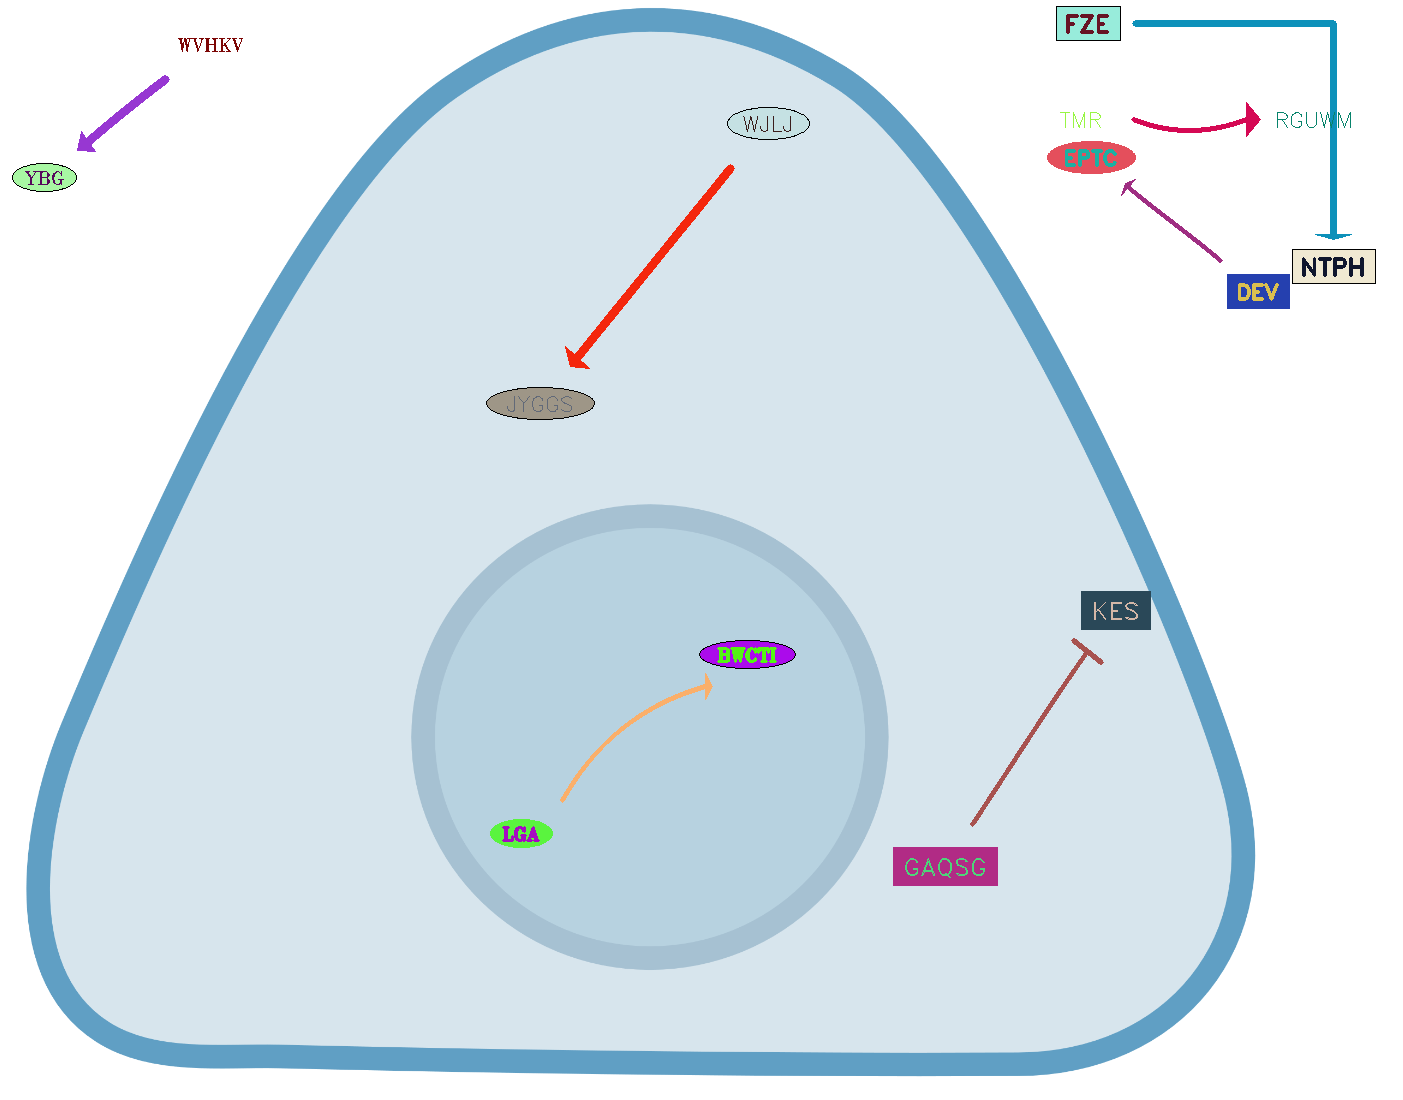 FZE
WVHKV
TMR
RGUWM
WJLJ
EPTC
YBG
NTPH
DEV
JYGGS
KES
BWCTI
LGA
GAQSG